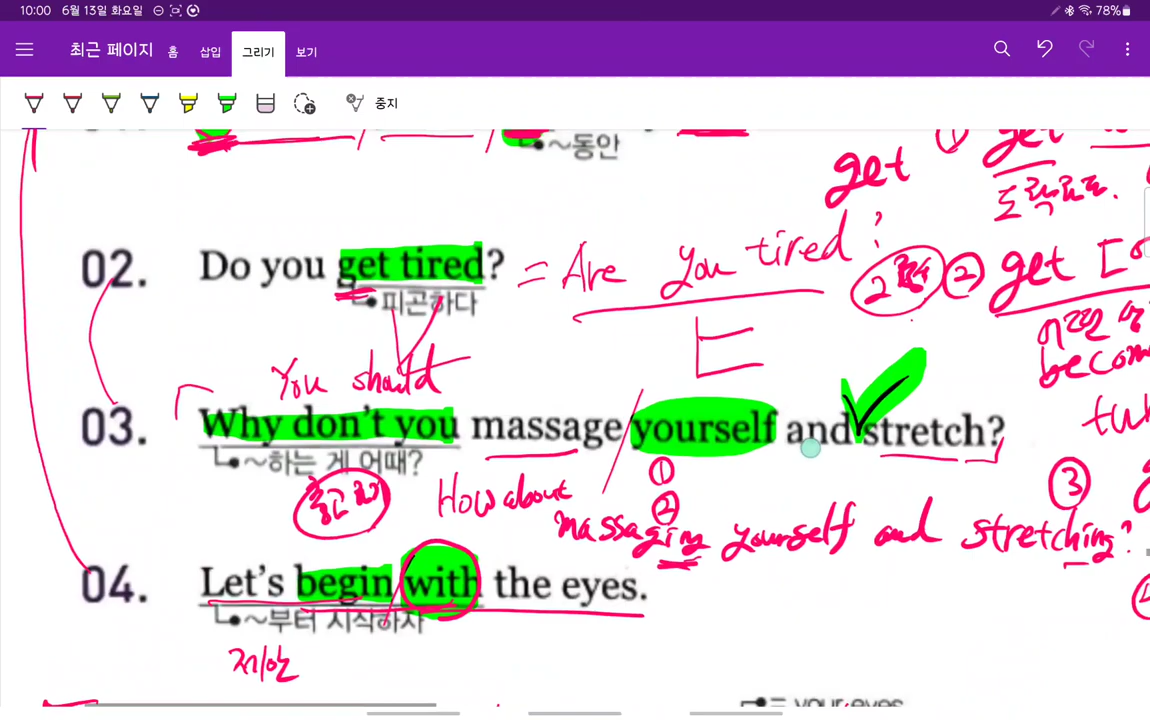 10:00 6월 13일 화요일 78%
최근 페이지 홈 삽입 그리기 보기
중지
~동안
get ① get
도착하다.
02. Do you get tired? = Are you tired? ② get
피곤하다
become
You should
03. Why don't you massage yourself and stretch?
~하는 게 어때?
① ② ③
How about massaging yourself and stretching?
04. Let's begin with the eyes.
~부터 시작하자
제안
= your eyes